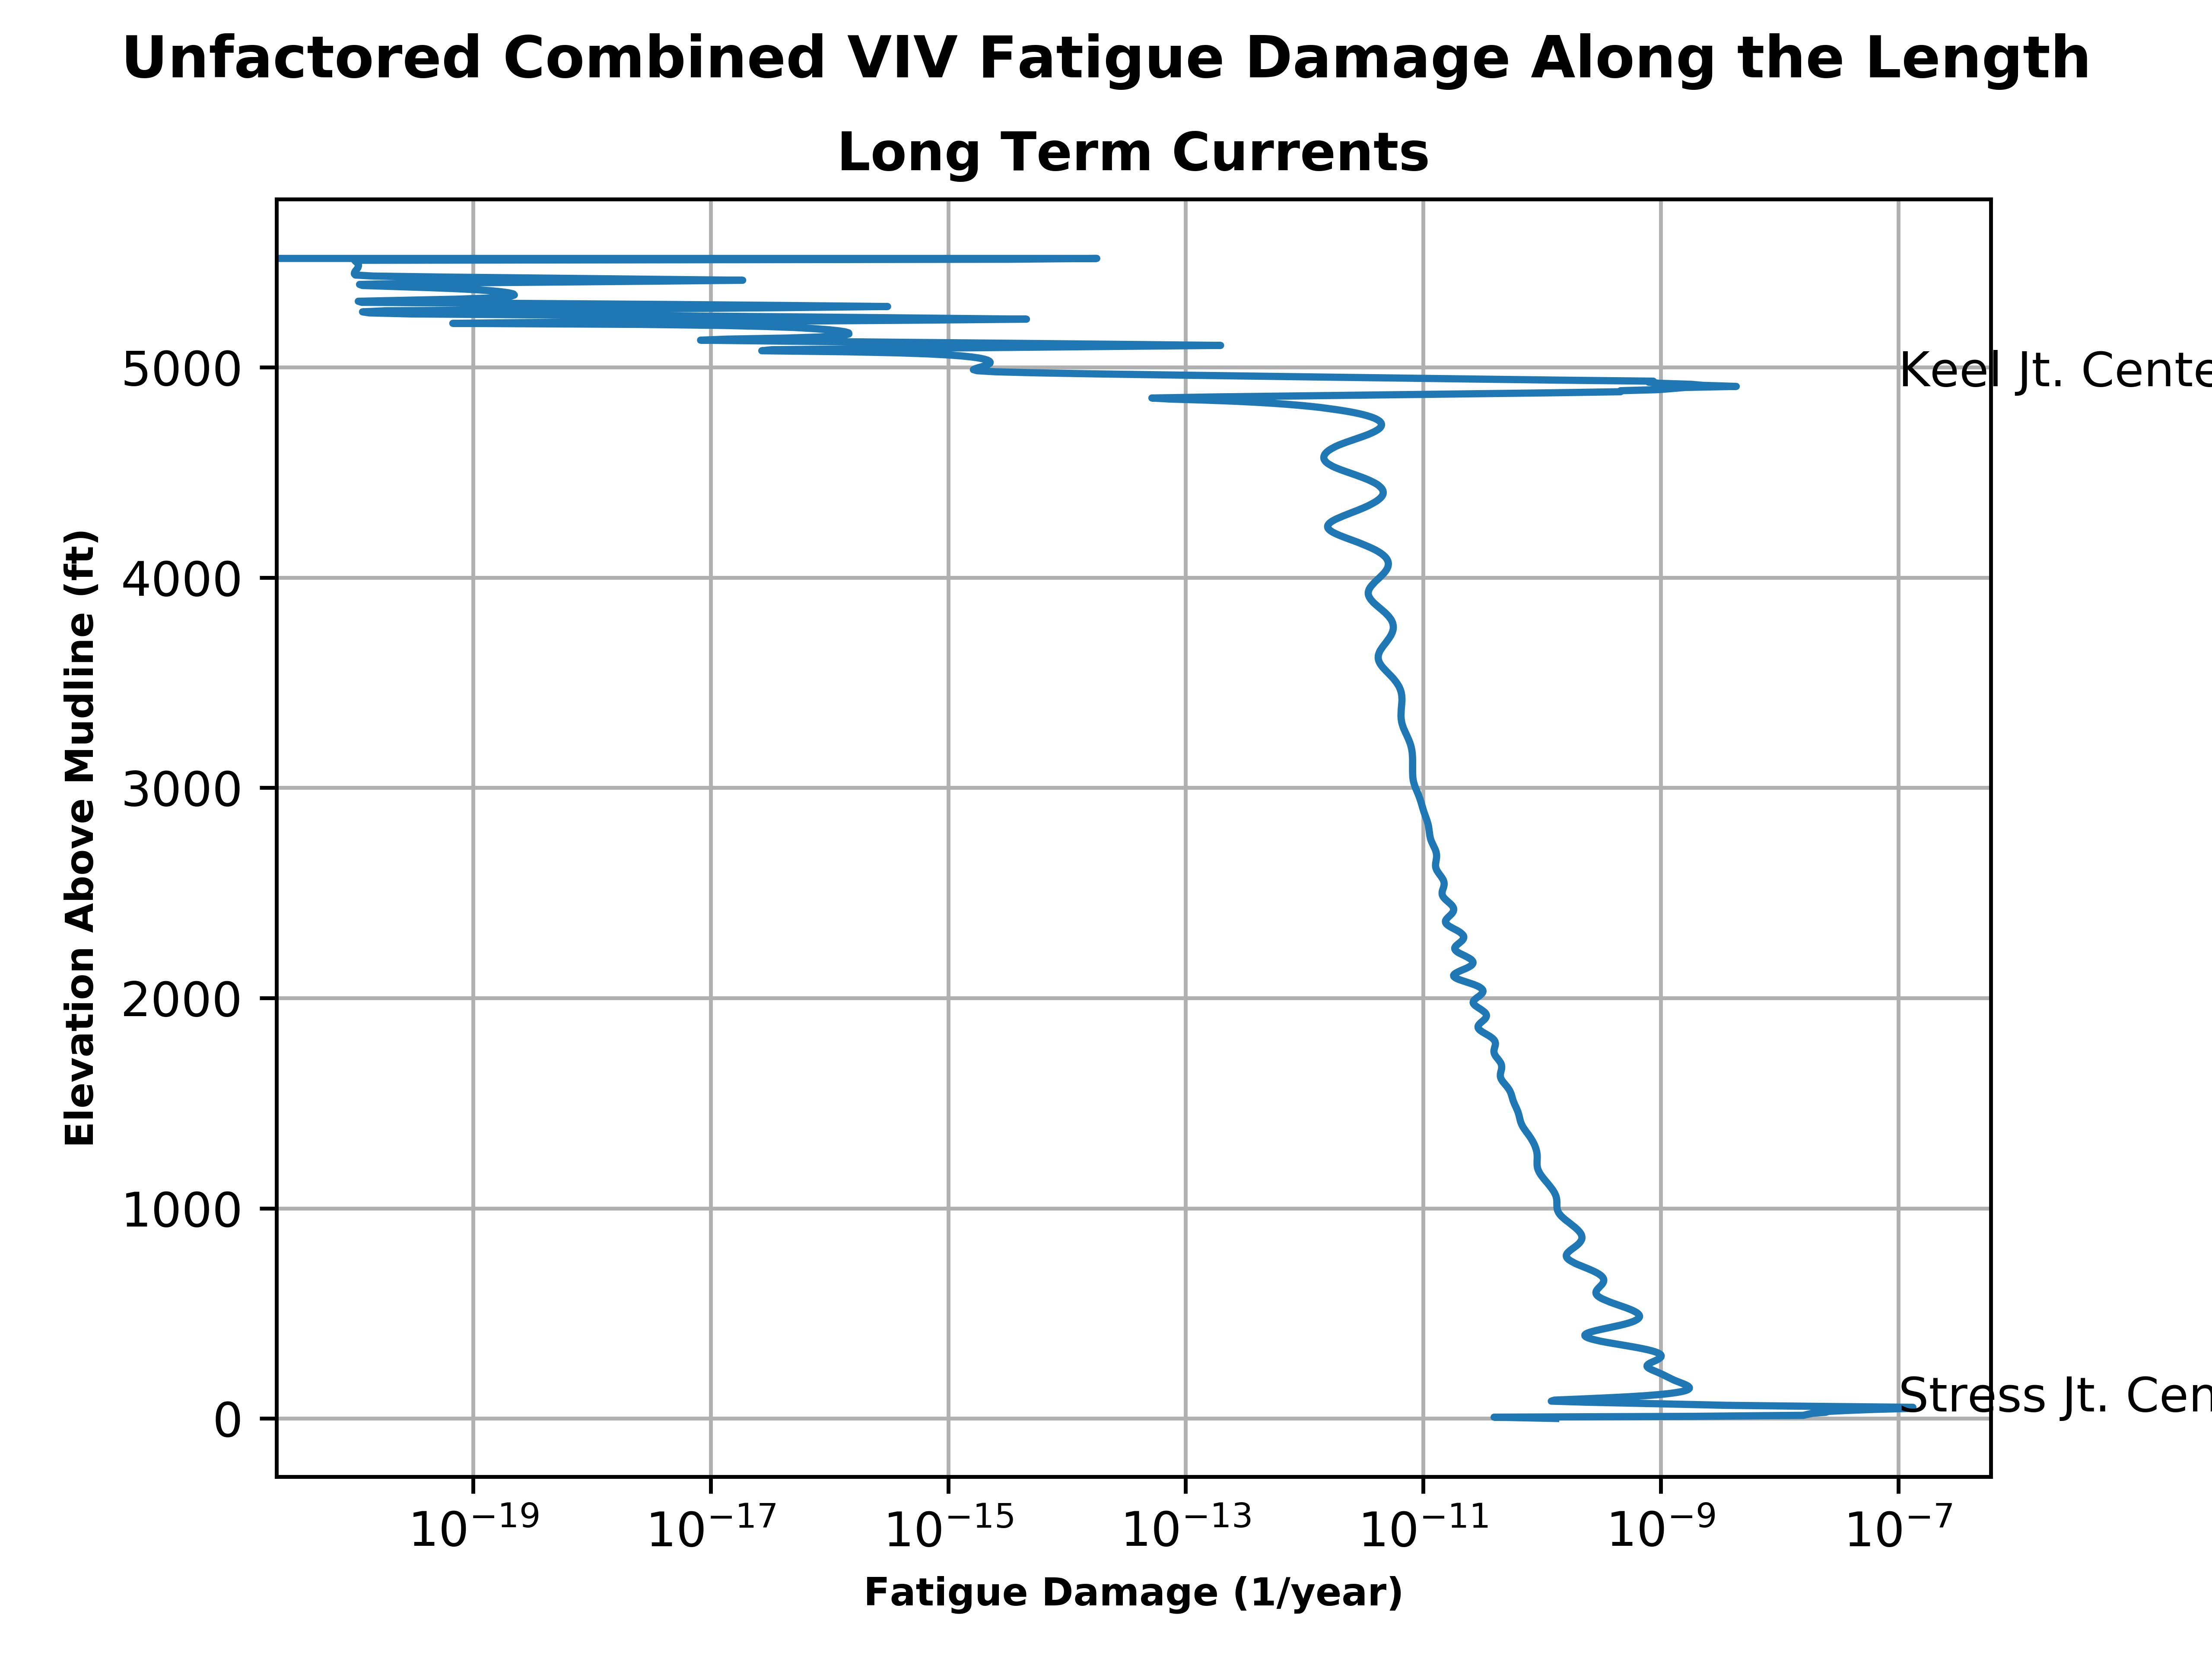 Unfactored Combined VIV Fatigue Damage Along the Length
Long Term Currents
Elevation Above Mudline (ft)
5000
4000
3000
2000
1000
0
Keel Jt.
Stress Jt.
10⁻¹⁹ 10⁻¹⁷ 10⁻¹⁵ 10⁻¹³ 10⁻¹¹ 10⁻⁹ 10⁻⁷
Fatigue Damage (1/year)